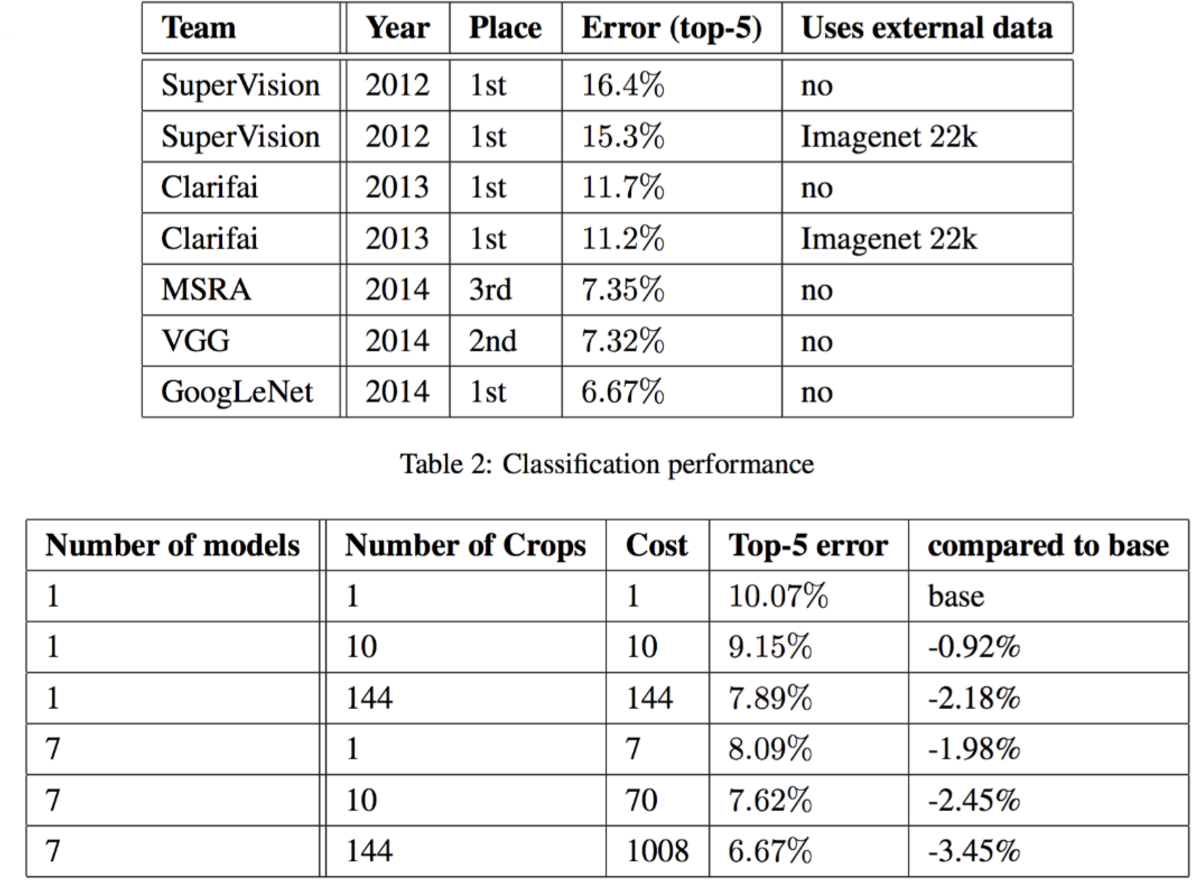 Team Year Place Error (top-5) Uses external data
SuperVision 2012 1st 16.4% no
SuperVision 2012 1st 15.3% Imagenet 22k
Clarifai 2013 1st 11.7% no
Clarifai 2013 1st 11.2% Imagenet 22k
MSRA 2014 3rd 7.35% no
VGG 2014 2nd 7.32% no
GoogLeNet 2014 1st 6.67% no
Table 2: Classification performance
Number of models Number of Crops Cost Top-5 error compared to base
1 1 1 10.07% base
1 10 10 9.15% -0.92%
1 144 144 7.89% -2.18%
7 1 7 8.09% -1.98%
7 10 70 7.62% -2.45%
7 144 1008 6.67% -3.45%